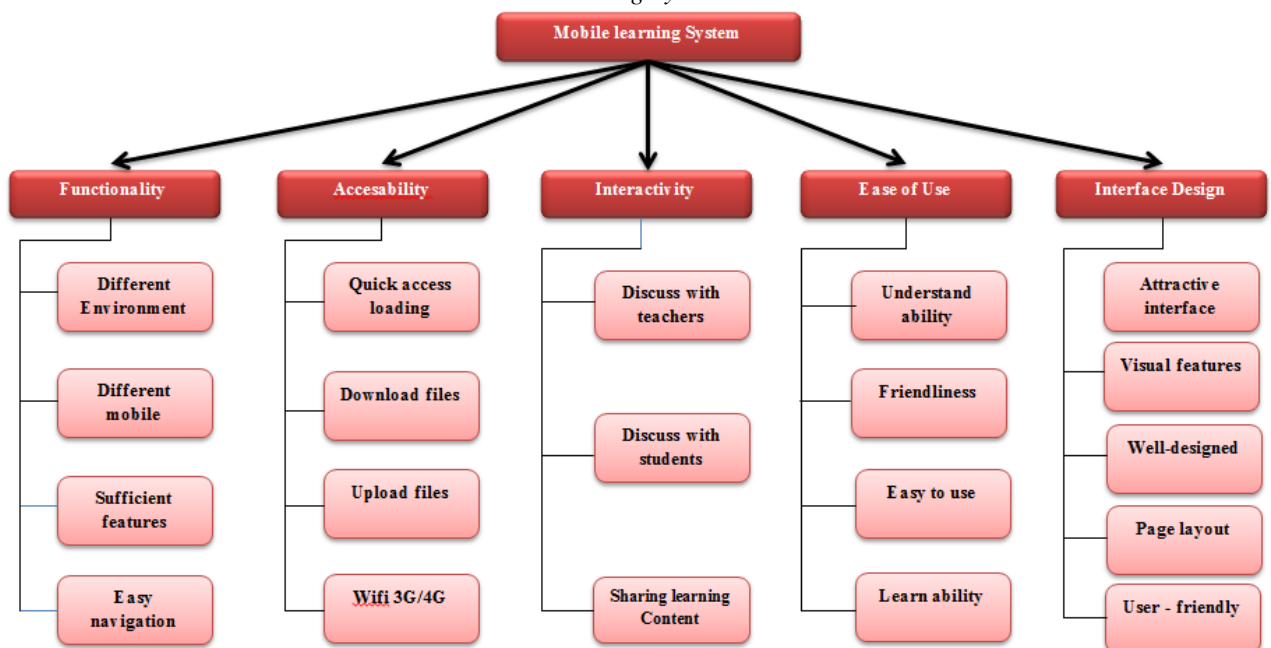 Mobile learning System
Functionality
Accesability
Interactivity
Ease of Use
Interface Design
Different
Environment
Different
mobile
Sufficient
features
Easy
navigation
Quick access
loading
Download files
Upload files
Wifi 3G/4G
Discuss with
teachers
Discuss with
students
Sharing learning
Content
Understand
ability
Friendliness
Easy to use
Learn ability
Attractive
interface
Visual features
Well-designed
Page layout
User - friendly